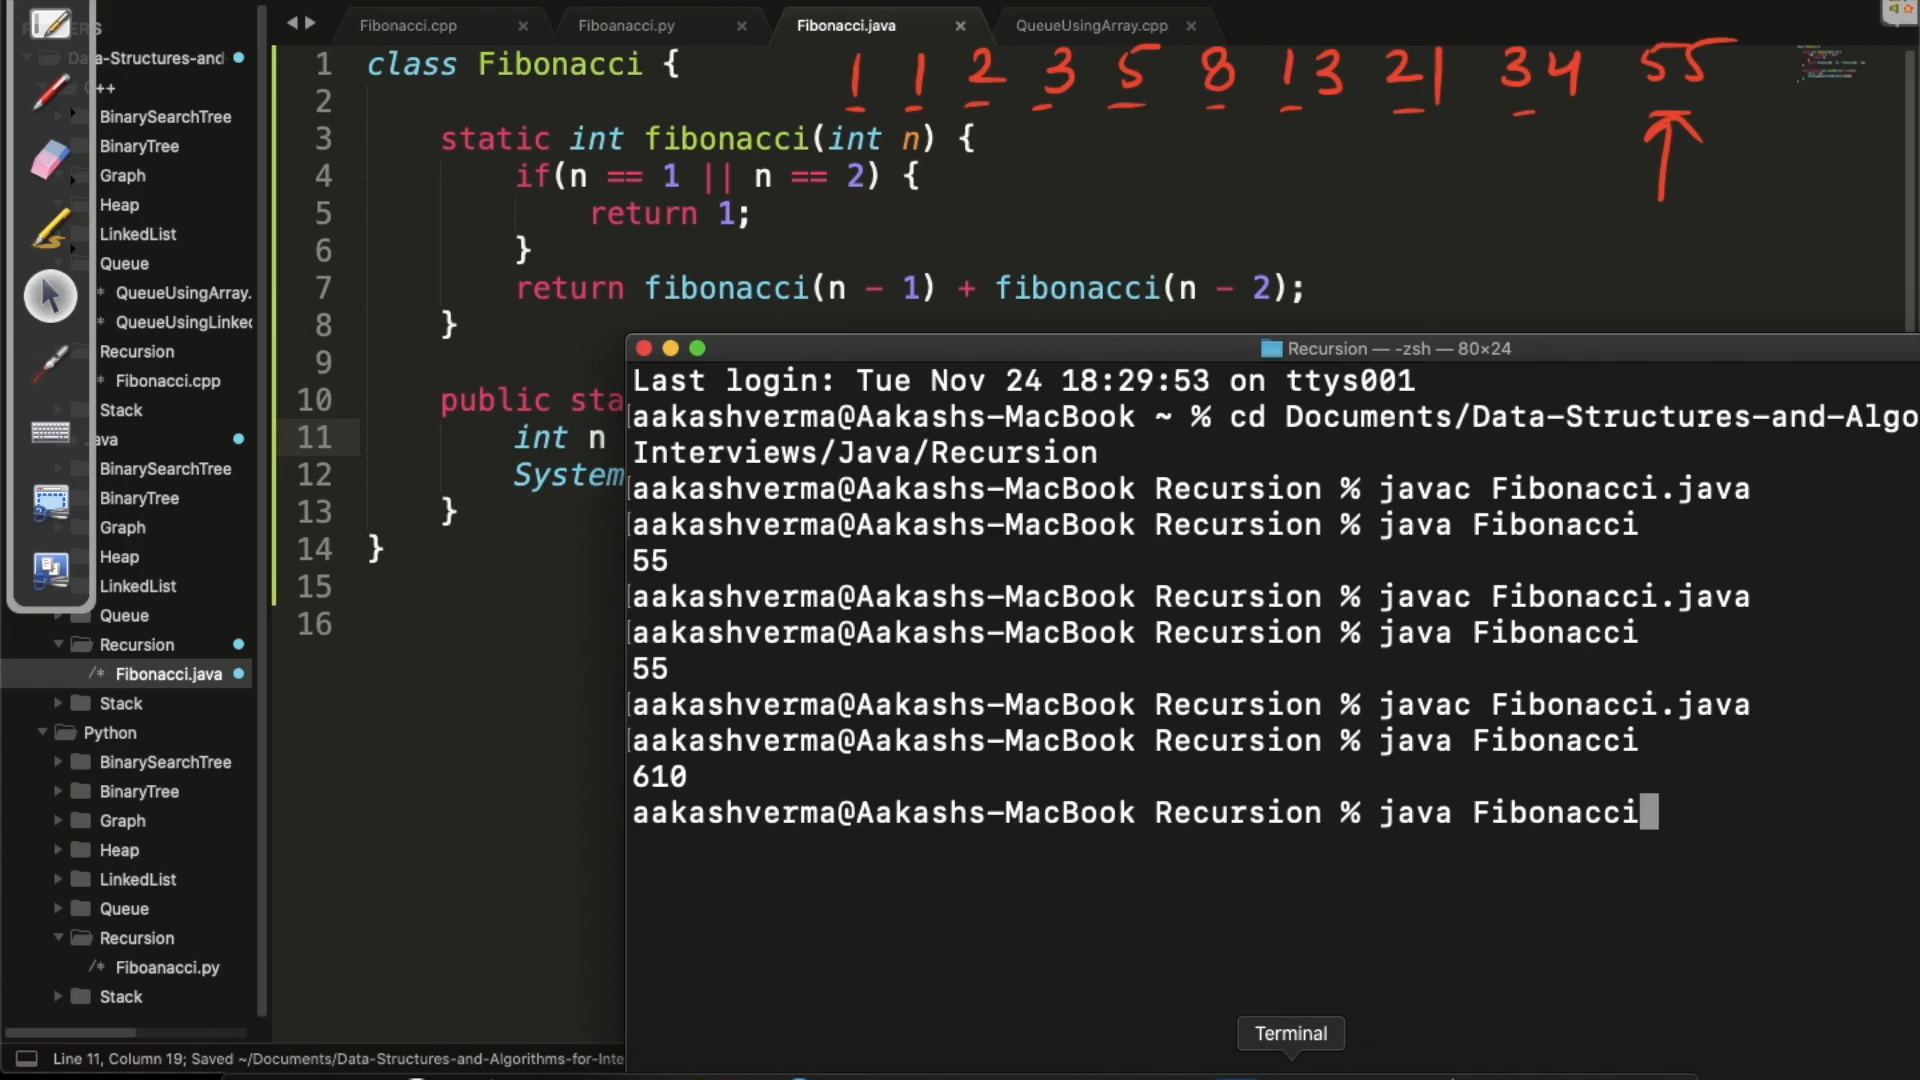 Fibonacci.cpp
Fiboanacci.py
Fibonacci.java
QueueUsingArray.cpp
1 1 2 3 5 8 13 21 34 55
1 class Fibonacci {
2
3 static int fibonacci(int n) {
4 if(n == 1 || n == 2) {
5 return 1;
6 }
7 return fibonacci(n - 1) + fibonacci(n - 2);
8 }
9
10 public sta
11 int n
12 System
13 }
14 }
15
16
ERS
Da a-Structures-and
C++
BinarySearchTree
BinaryTree
Graph
Heap
LinkedList
Queue
* QueueUsingArray.
* QueueUsingLinked
Recursion
* Fibonacci.cpp
Stack
Java
BinarySearchTree
BinaryTree
Graph
Heap
LinkedList
Queue
Recursion
/* Fibonacci.java
Stack
Python
BinarySearchTree
BinaryTree
Graph
Heap
LinkedList
Queue
Recursion
/* Fiboanacci.py
Stack
Recursion — -zsh — 80×24
Last login: Tue Nov 24 18:29:53 on ttys001
[aakashverma@Aakashs-MacBook ~ % cd Documents/Data-Structures-and-Algo
Interviews/Java/Recursion
[aakashverma@Aakashs-MacBook Recursion % javac Fibonacci.java
[aakashverma@Aakashs-MacBook Recursion % java Fibonacci
55
[aakashverma@Aakashs-MacBook Recursion % javac Fibonacci.java
[aakashverma@Aakashs-MacBook Recursion % java Fibonacci
55
[aakashverma@Aakashs-MacBook Recursion % javac Fibonacci.java
[aakashverma@Aakashs-MacBook Recursion % java Fibonacci
610
aakashverma@Aakashs-MacBook Recursion % java Fibonacci
Terminal
Line 11, Column 19; Saved ~/Documents/Data-Structures-and-Algorithms-for-Inte